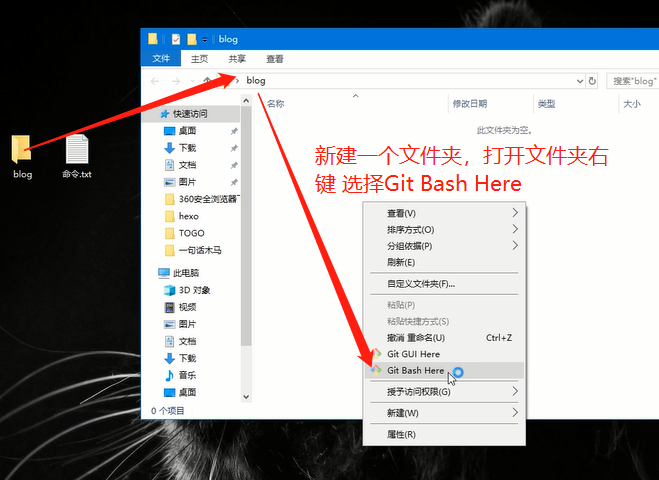 blog
文件
主页
共享
查看
blog
搜索"blog"
名称
修改日期
类型
大小
此文件夹为空。
快速访问
桌面
下载
文档
图片
360安全浏览器下
hexo
TOGO
一句话木马
此电脑
3D 对象
视频
图片
文档
下载
音乐
桌面
0 个项目
blog
命令.txt
新建一个文件夹，打开文件夹右
键 选择Git Bash Here
查看(V)
排序方式(O)
分组依据(P)
刷新(E)
自定义文件夹(F)...
粘贴(P)
粘贴快捷方式(S)
撤消 重命名(U) Ctrl+Z
Git GUI Here
Git Bash Here
授予访问权限(G)
新建(W)
属性(R)